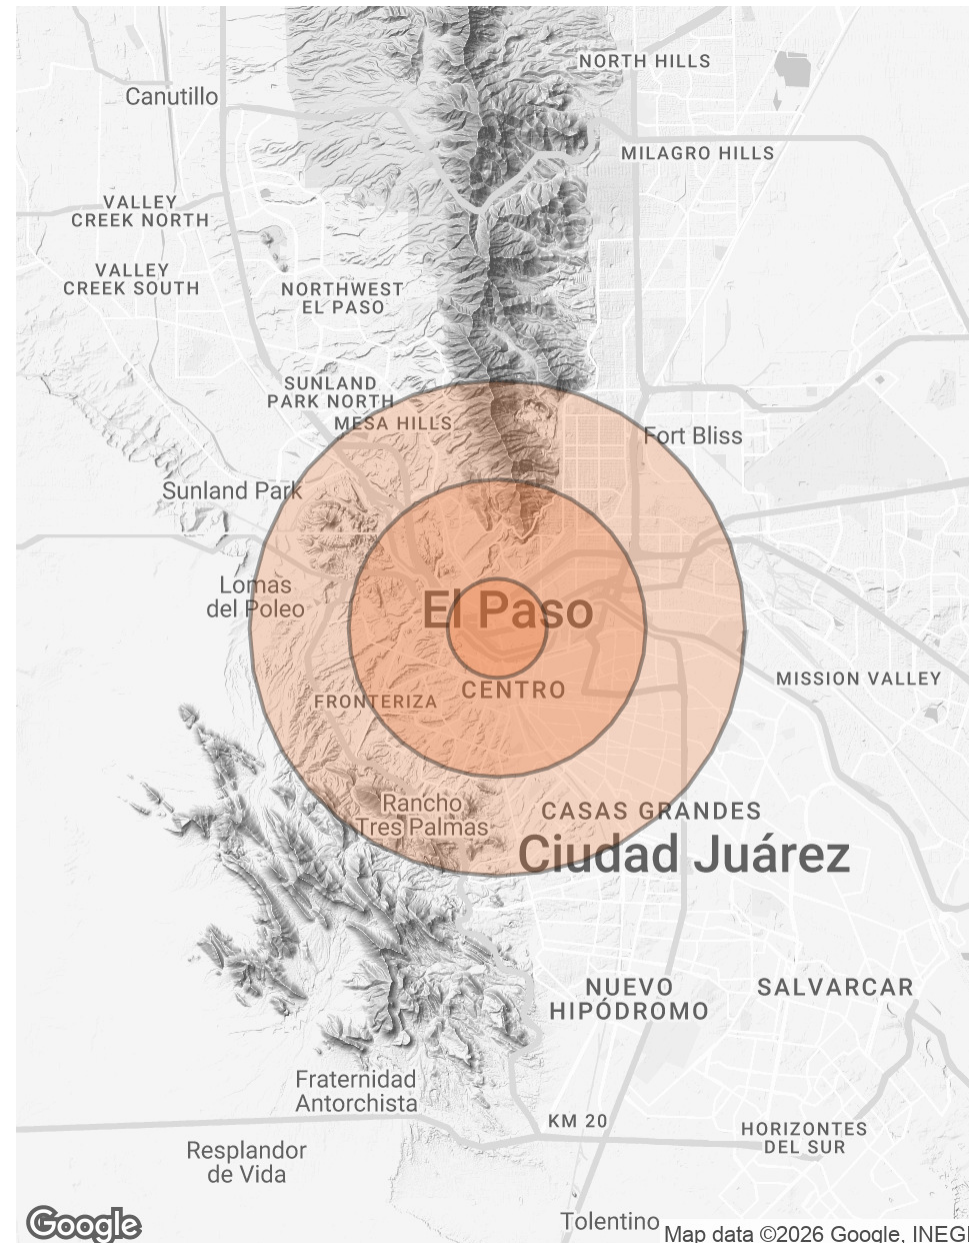 NORTH HILLS
Canutillo
MILAGRO HILLS
VALLEY
CREEK NORTH
VALLEY
CREEK SOUTH
NORTHWEST
EL PASO
SUNLAND
PARK NORTH
MESA HILLS
Fort Bliss
Sunland Park
Lomas
del Poleo
El Paso
CENTRO
MISSION VALLEY
FRONTERIZA
Rancho
Tres Palmas
CASAS GRANDES
Ciudad Juárez
NUEVO
HIPÓDROMO
SALVARCAR
Fraternidad
Antorchista
KM 20
HORIZONTES
DEL SUR
Resplandor
de Vida
Tolentino
Google
Map data ©2026 Google, INEGI